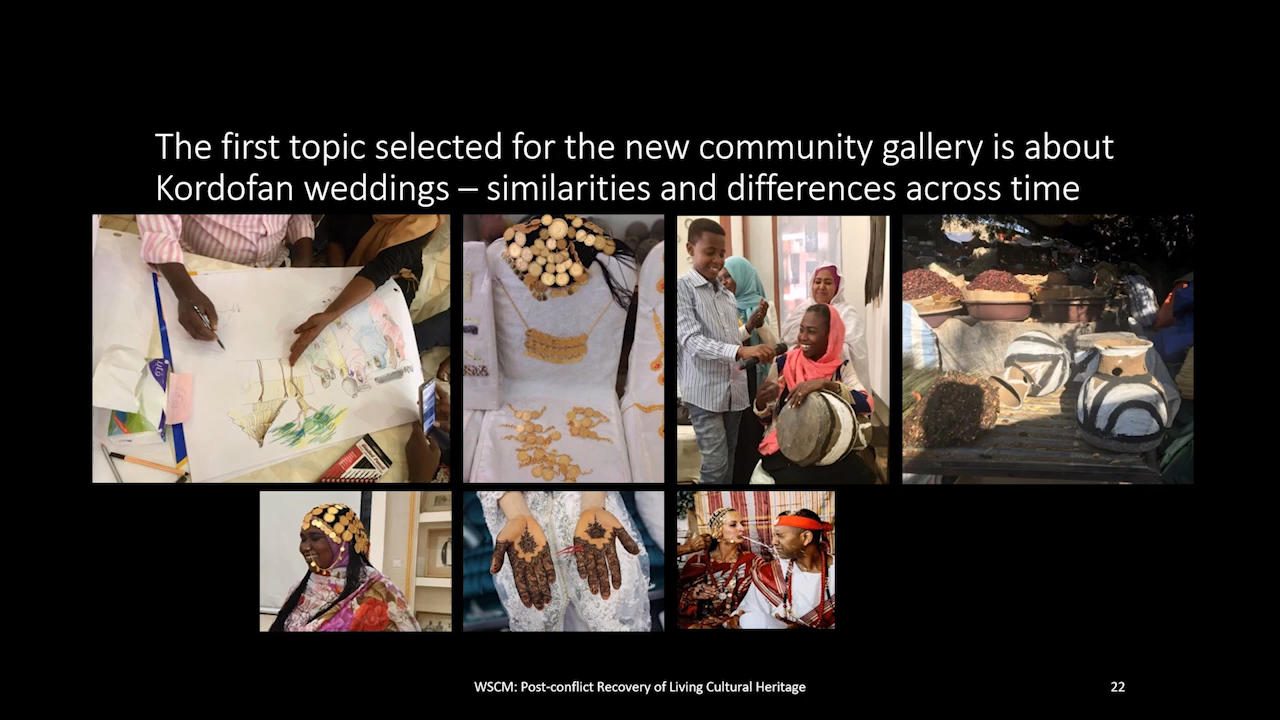 The first topic selected for the new community gallery is about
Kordofan weddings – similarities and differences across time
WSCM: Post-conflict Recovery of Living Cultural Heritage
22